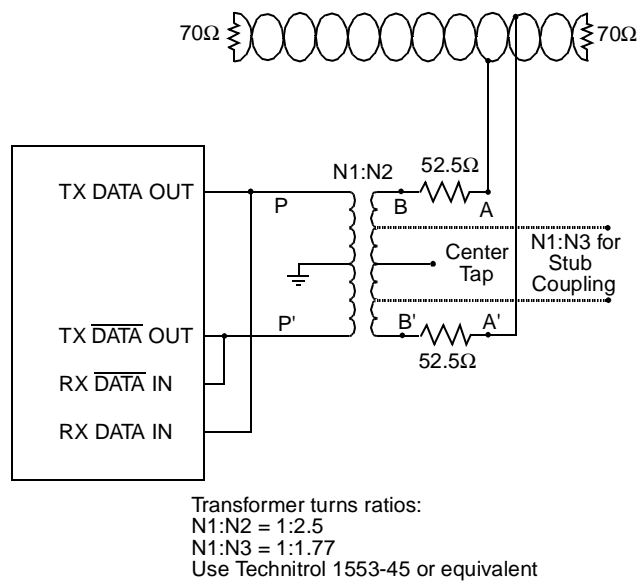 70Ω
70Ω
N1:N2
52.5Ω
TX DATA OUT
P
B
A
Center
Tap
N1:N3 for
Stub
Coupling
TX D̅A̅T̅A̅ OUT
P'
B'
A'
RX D̅A̅T̅A̅ IN
52.5Ω
RX DATA IN
Transformer turns ratios:
N1:N2 = 1:2.5
N1:N3 = 1:1.77
Use Technitrol 1553-45 or equivalent